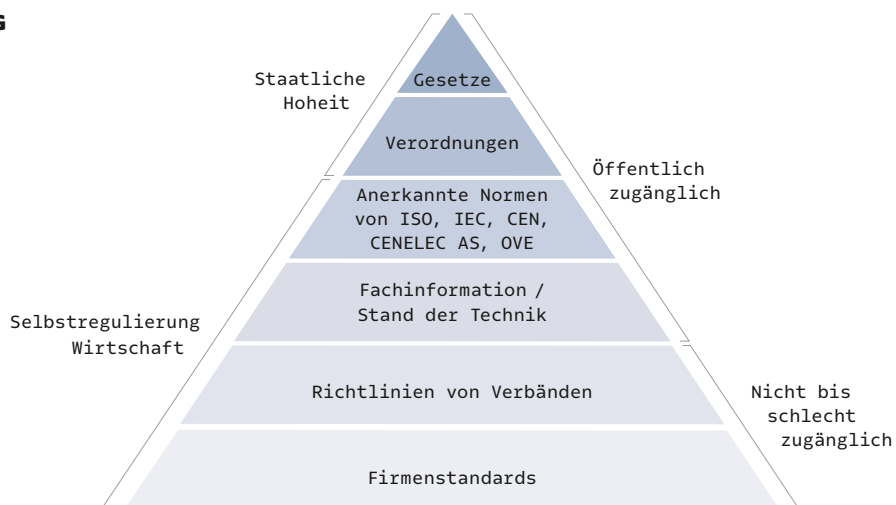 G
Staatliche
Hoheit
Gesetze
Verordnungen
Öffentlich
zugänglich
Anerkannte Normen
von ISO, IEC, CEN,
CENELEC AS, OVE
Fachinformation /
Stand der Technik
Selbstregulierung
Wirtschaft
Richtlinien von Verbänden
Nicht bis
schlecht
zugänglich
Firmenstandards